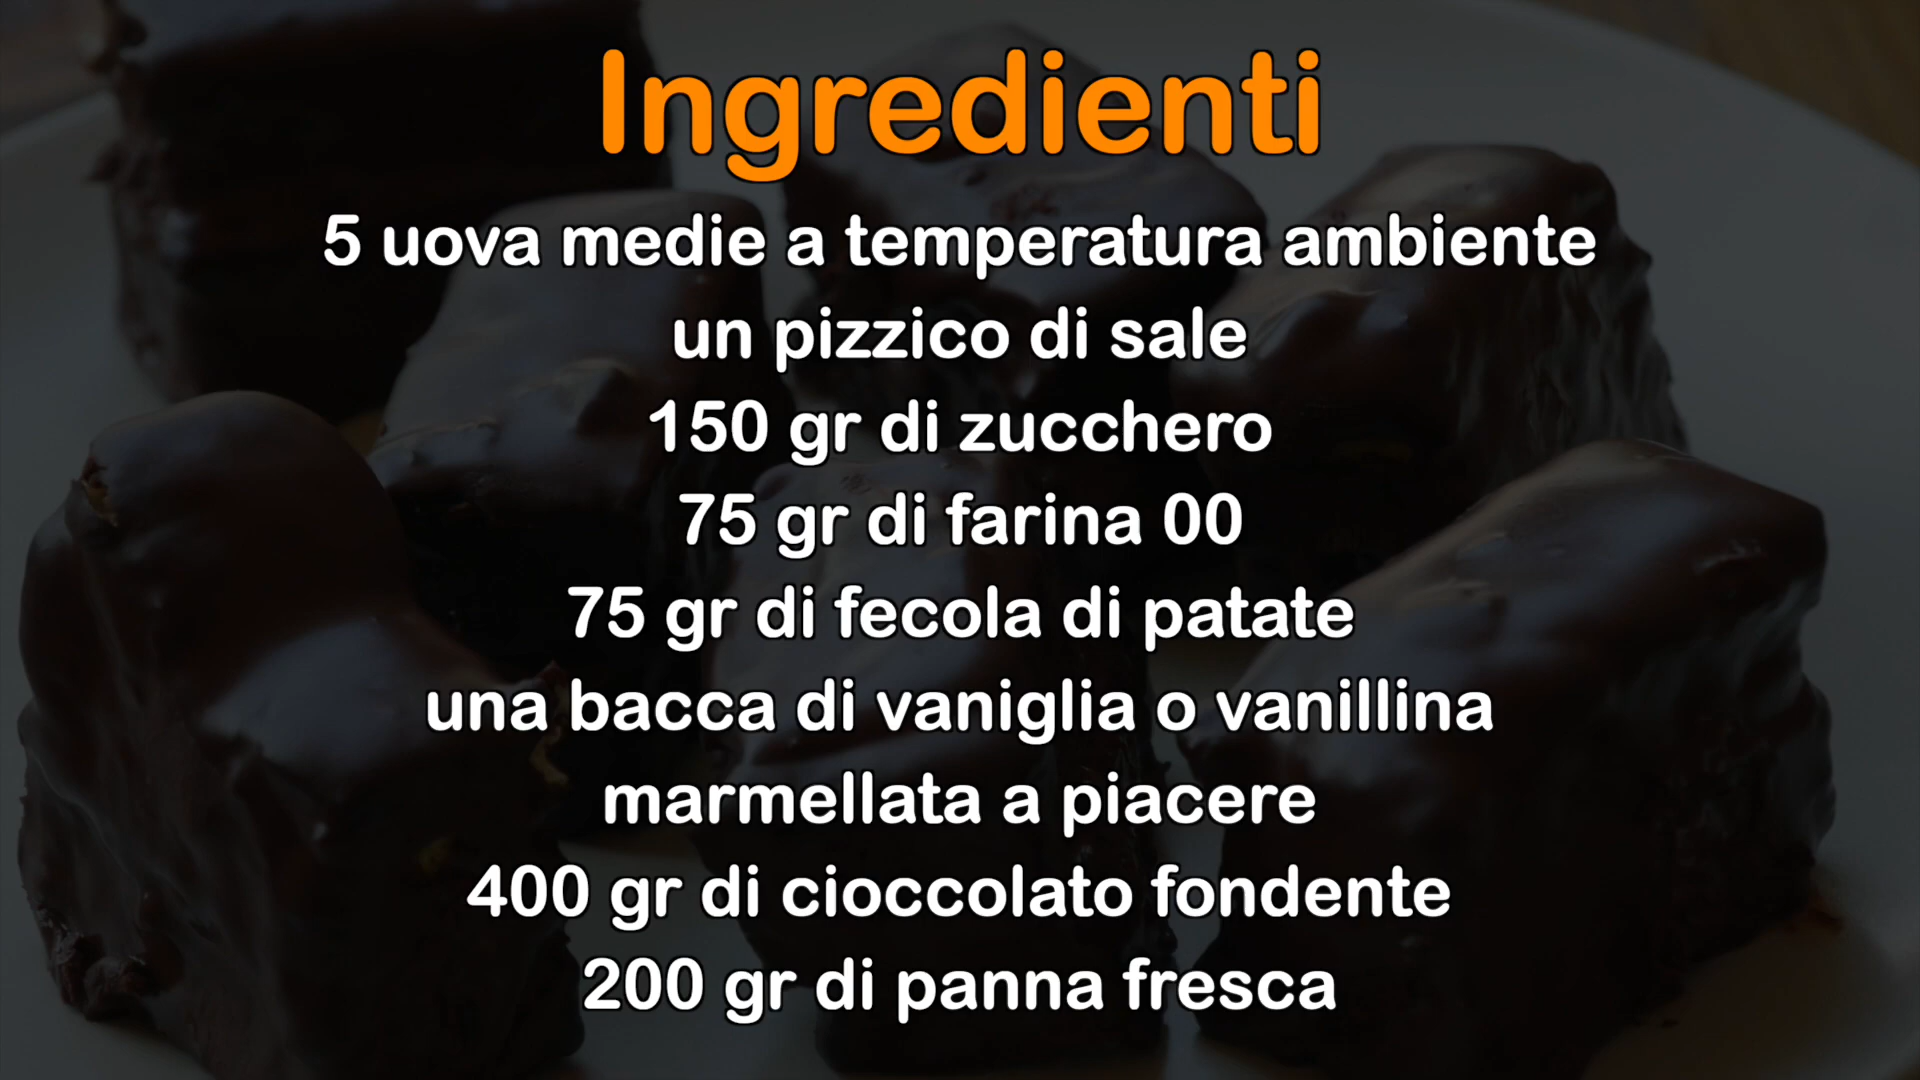 Ingredienti
5 uova medie a temperatura ambiente
un pizzico di sale
150 gr di zucchero
75 gr di farina 00
75 gr di fecola di patate
una bacca di vaniglia o vanillina
marmellata a piacere
400 gr di cioccolato fondente
200 gr di panna fresca